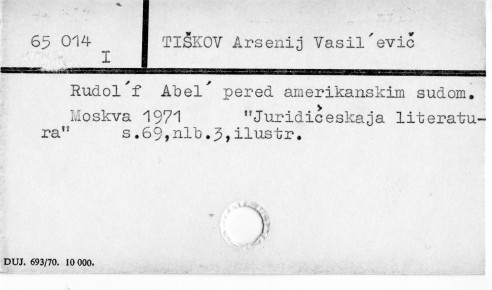 65 014
I
TIŠKOV Arsenij Vasil´evič
Rudol´f Abel´ pered amerikanskim sudom.
Moskva 1971 "Juridičeskaja literatu-
ra" s.69,nlb.3,ilustr.
DUJ. 693/70. 10 000.